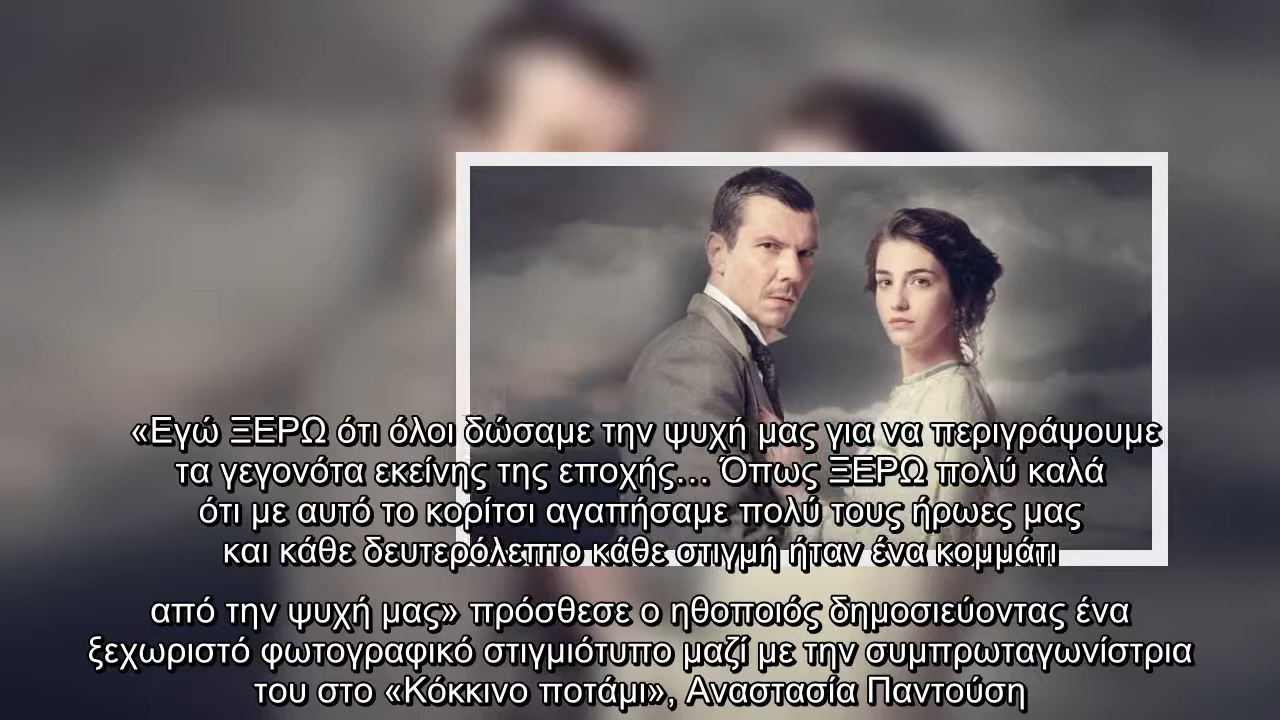 «Εγώ ΞΕΡΩ ότι όλοι δώσαμε την ψυχή μας για να περιγράψουμε
τα γεγονότα εκείνης της εποχής... Όπως ΞΕΡΩ πολύ καλά
ότι με αυτό το κορίτσι αγαπήσαμε πολύ τους ήρωες μας
και κάθε δευτερόλεπτο κάθε στιγμή ήταν ένα κομμάτι
από την ψυχή μας» πρόσθεσε ο ηθοποιός δημοσιεύοντας ένα
ξεχωριστό φωτογραφικό στιγμιότυπο μαζί με την συμπρωταγωνίστρια
του στο «Κόκκινο ποτάμι», Αναστασία Παντούση